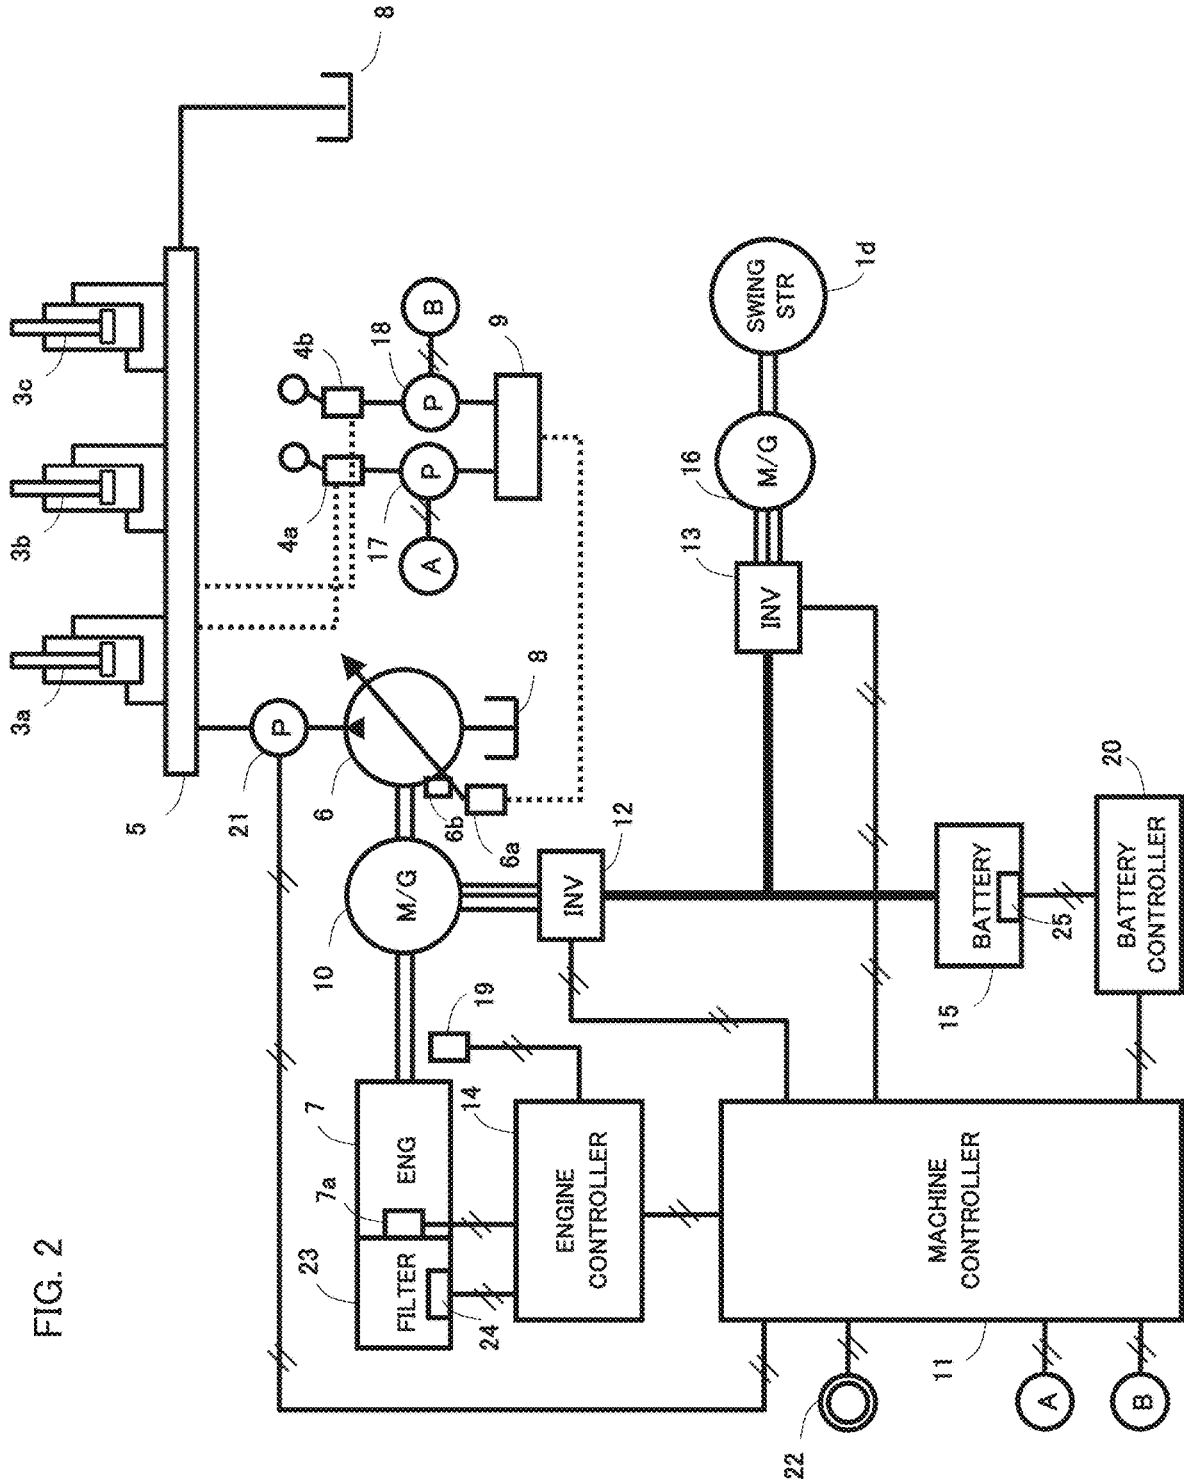 FIG. 2
3a
3b
3c
8
5
21
P
6
6b
6a
8
4a
4b
17
18
P
P
A
B
9
10
M/G
12
INV
13
INV
16
M/G
SWING
STR
1d
19
7
7a
ENG
23
FILTER
24
14
ENGINE
CONTROLLER
15
BATTERY
25
20
BATTERY
CONTROLLER
MACHINE
CONTROLLER
11
22
A
B